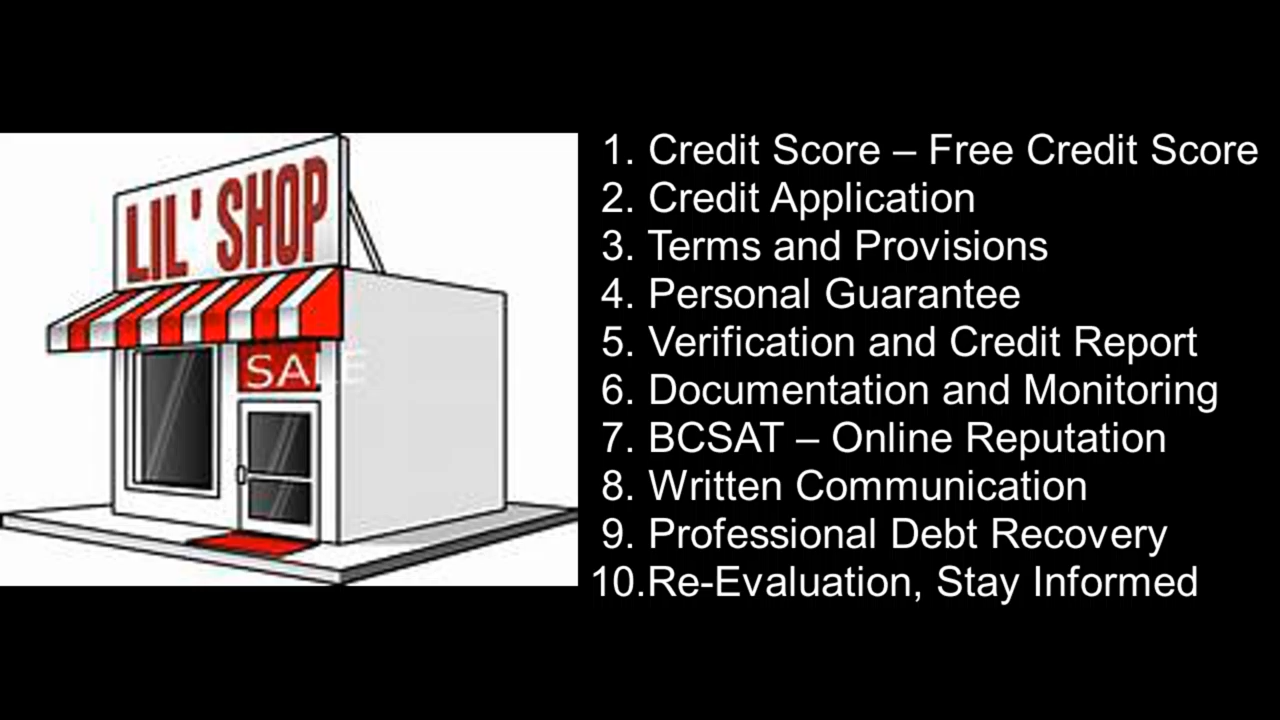 LIL' SHOP
SALE
1. Credit Score – Free Credit Score
2. Credit Application
3. Terms and Provisions
4. Personal Guarantee
5. Verification and Credit Report
6. Documentation and Monitoring
7. BCSAT – Online Reputation
8. Written Communication
9. Professional Debt Recovery
10.Re-Evaluation, Stay Informed